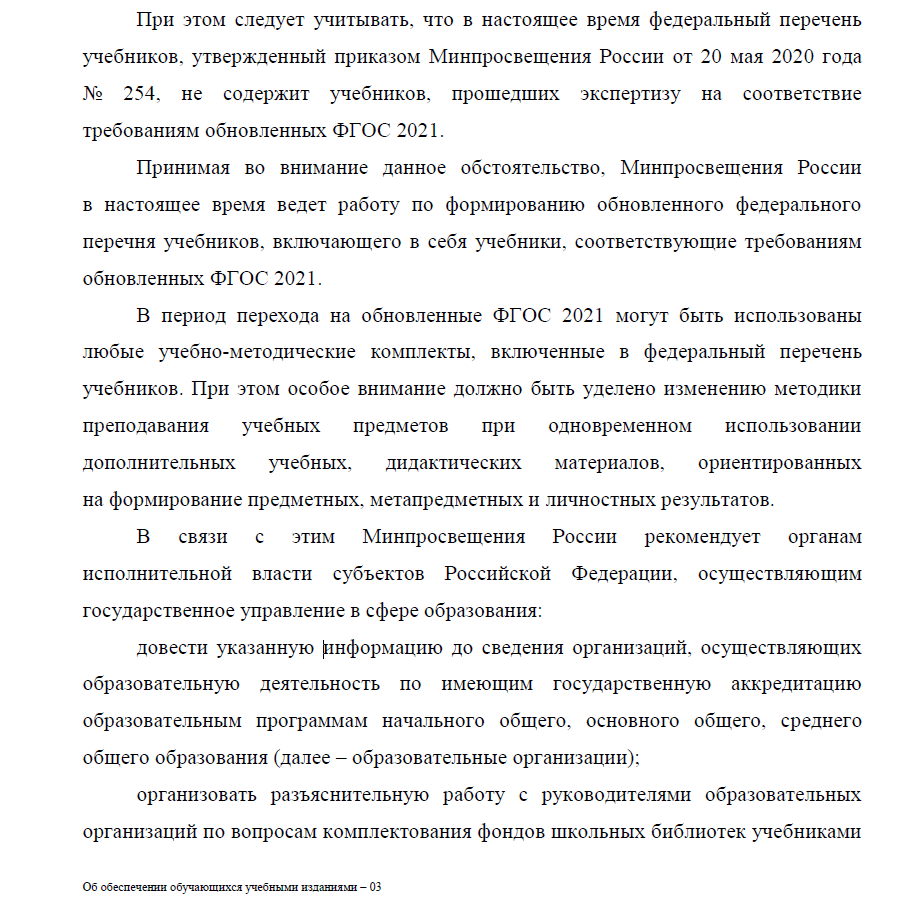 При этом следует учитывать, что в настоящее время федеральный перечень
учебников, утвержденный приказом Минпросвещения России от 20 мая 2020 года
№ 254, не содержит учебников, прошедших экспертизу на соответствие
требованиям обновленных ФГОС 2021.
Принимая во внимание данное обстоятельство, Минпросвещения России
в настоящее время ведет работу по формированию обновленного федерального
перечня учебников, включающего в себя учебники, соответствующие требованиям
обновленных ФГОС 2021.
В период перехода на обновленные ФГОС 2021 могут быть использованы
любые учебно-методические комплекты, включенные в федеральный перечень
учебников. При этом особое внимание должно быть уделено изменению методики
преподавания учебных предметов при одновременном использовании
дополнительных учебных, дидактических материалов, ориентированных
на формирование предметных, метапредметных и личностных результатов.
В связи с этим Минпросвещения России рекомендует органам
исполнительной власти субъектов Российской Федерации, осуществляющим
государственное управление в сфере образования:
довести указанную информацию до сведения организаций, осуществляющих
образовательную деятельность по имеющим государственную аккредитацию
образовательным программам начального общего, основного общего, среднего
общего образования (далее – образовательные организации);
организовать разъяснительную работу с руководителями образовательных
организаций по вопросам комплектования фондов школьных библиотек учебниками
Об обеспечении обучающихся учебными изданиями – 03